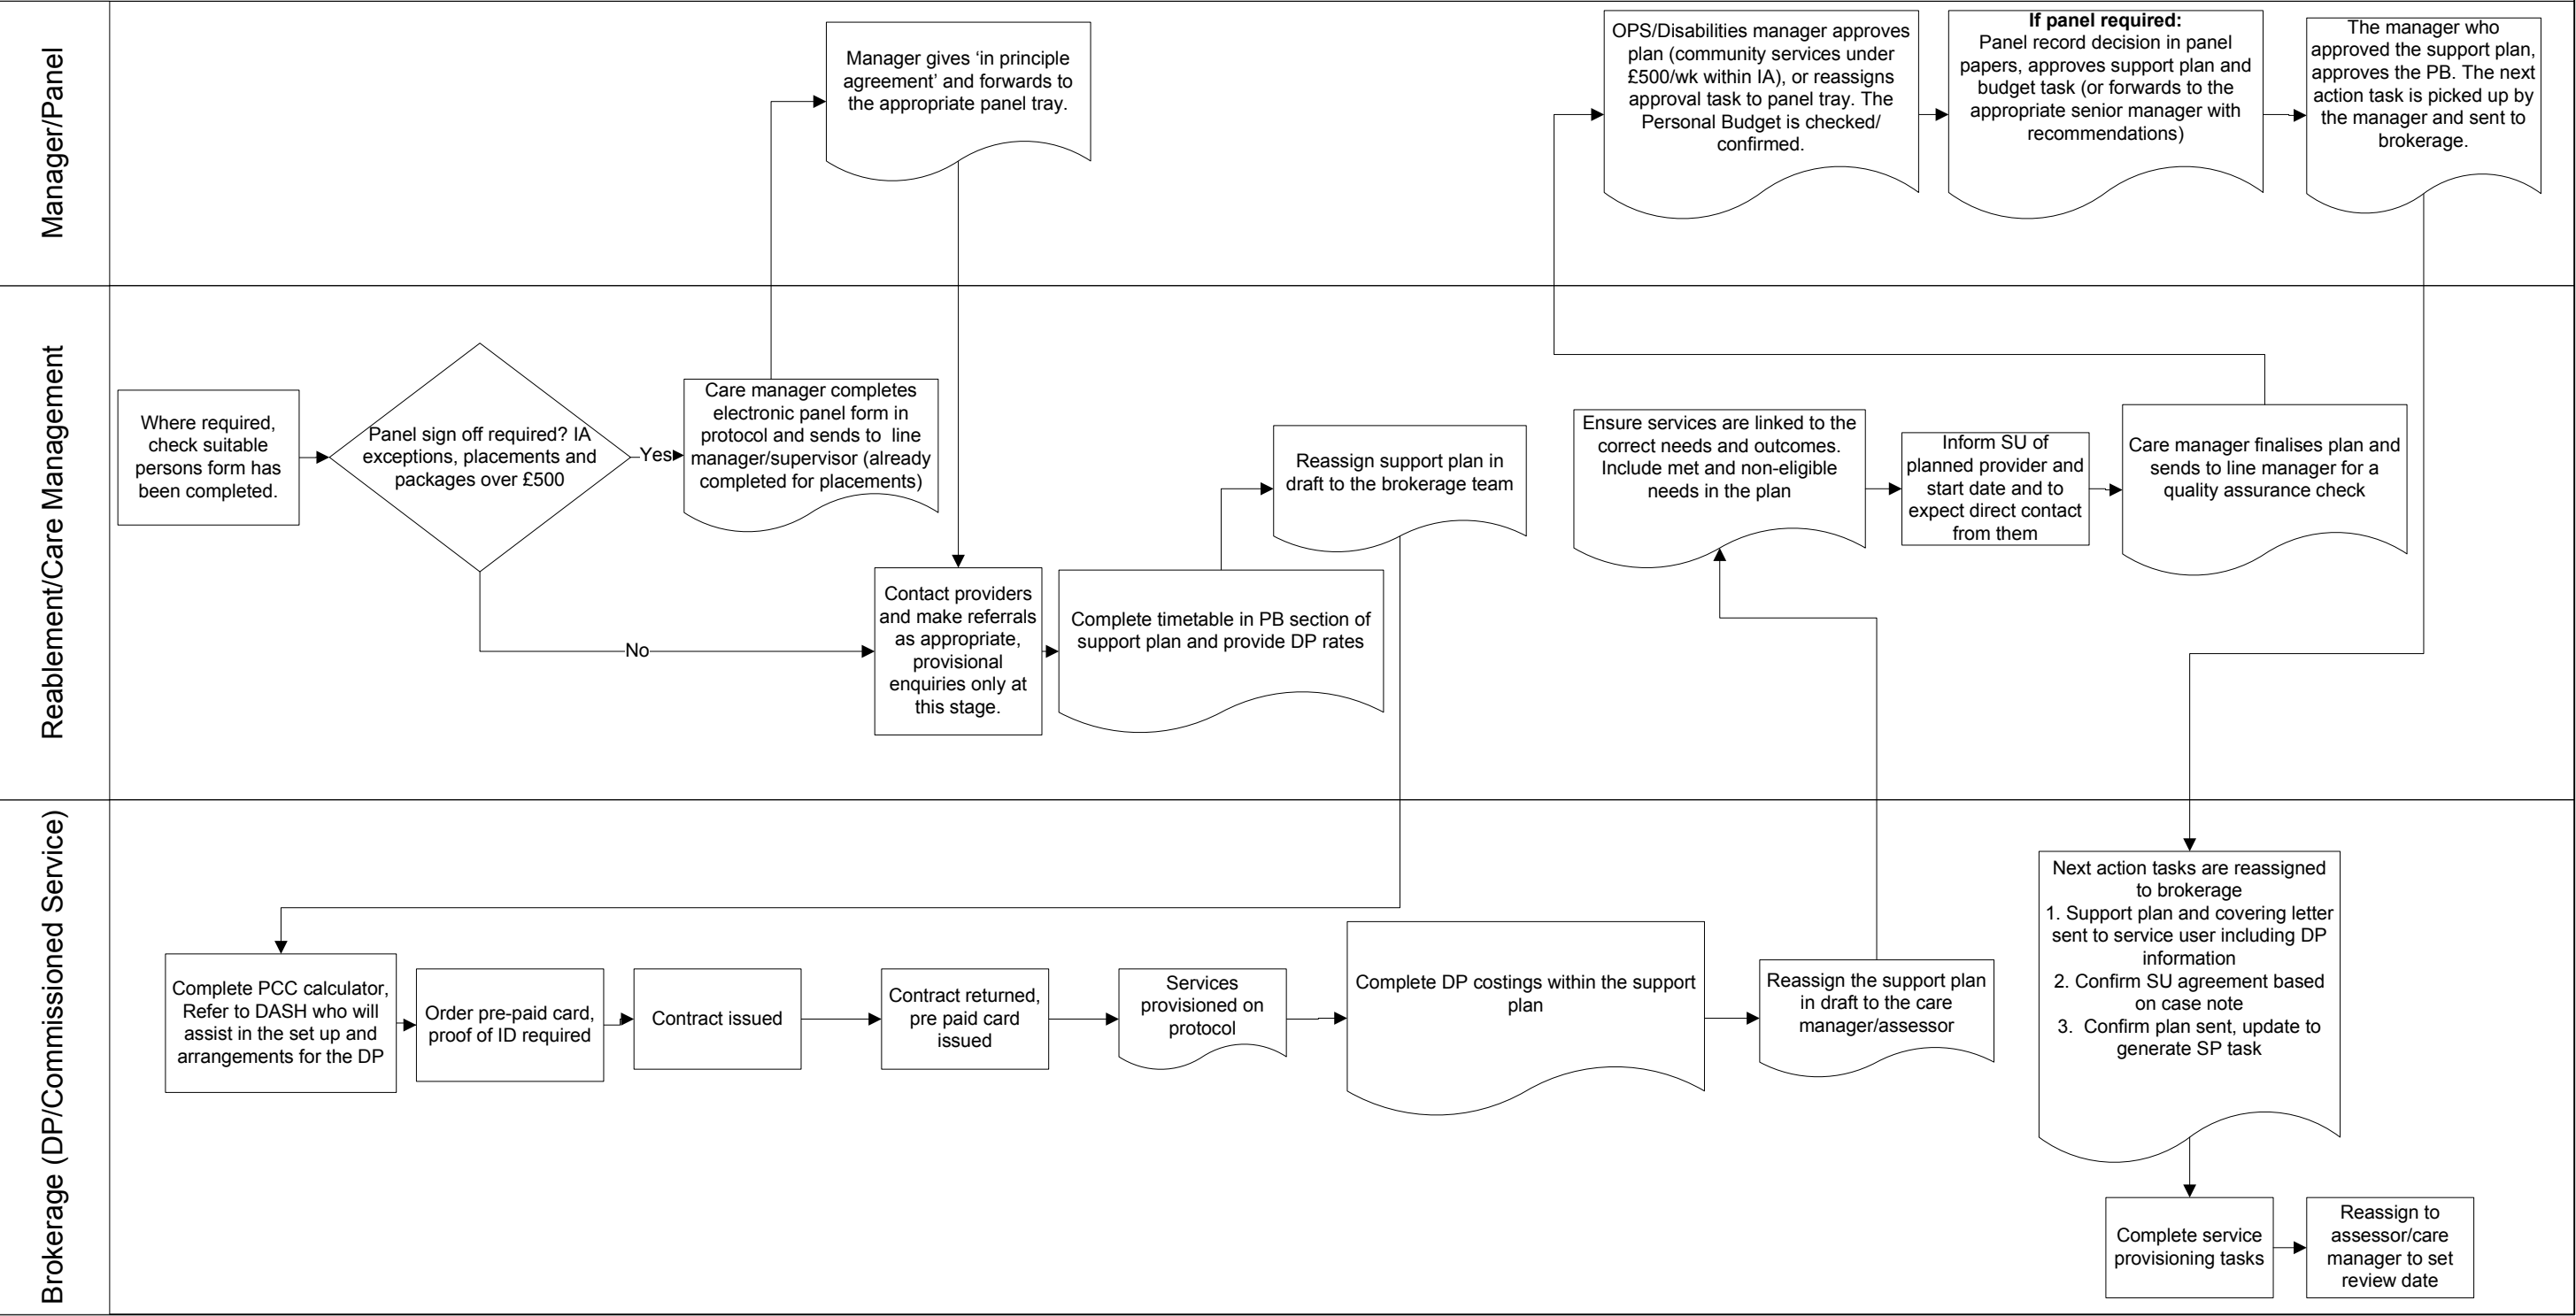 Manager/Panel
Manager gives ‘in principle
agreement’ and forwards to
the appropriate panel tray.
OPS/Disabilities manager approves
plan (community services under
£500/wk within IA), or reassigns
approval task to panel tray. The
Personal Budget is checked/
confirmed.
If panel required:
Panel record decision in panel
papers, approves support plan and
budget task (or forwards to the
appropriate senior manager with
recommendations)
The manager who
approved the support plan,
approves the PB. The next
action task is picked up by
the manager and sent to
brokerage.
Reablement/Care Management
Where required,
check suitable
persons form has
been completed.
Panel sign off required? IA
exceptions, placements and
packages over £500
Yes
No
Care manager completes
electronic panel form in
protocol and sends to line
manager/supervisor (already
completed for placements)
Contact providers
and make referrals
as appropriate,
provisional
enquiries only at
this stage.
Complete timetable in PB section of
support plan and provide DP rates
Reassign support plan in
draft to the brokerage team
Ensure services are linked to the
correct needs and outcomes.
Include met and non-eligible
needs in the plan
Inform SU of
planned provider and
start date and to
expect direct contact
from them
Care manager finalises plan and
sends to line manager for a
quality assurance check
Brokerage (DP/Commissioned Service)
Complete PCC calculator,
Refer to DASH who will
assist in the set up and
arrangements for the DP
Order pre-paid card,
proof of ID required
Contract issued
Contract returned,
pre paid card
issued
Services
provisioned on
protocol
Complete DP costings within the support
plan
Reassign the support plan
in draft to the care
manager/assessor
Next action tasks are reassigned
to brokerage
1. Support plan and covering letter
sent to service user including DP
information
2. Confirm SU agreement based
on case note
3. Confirm plan sent, update to
generate SP task
Complete service
provisioning tasks
Reassign to
assessor/care
manager to set
review date